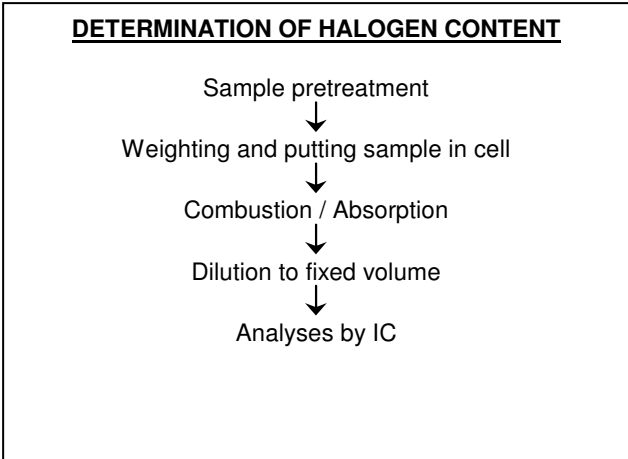 DETERMINATION OF HALOGEN CONTENT
Sample pretreatment
Weighting and putting sample in cell
Combustion / Absorption
Dilution to fixed volume
Analyses by IC